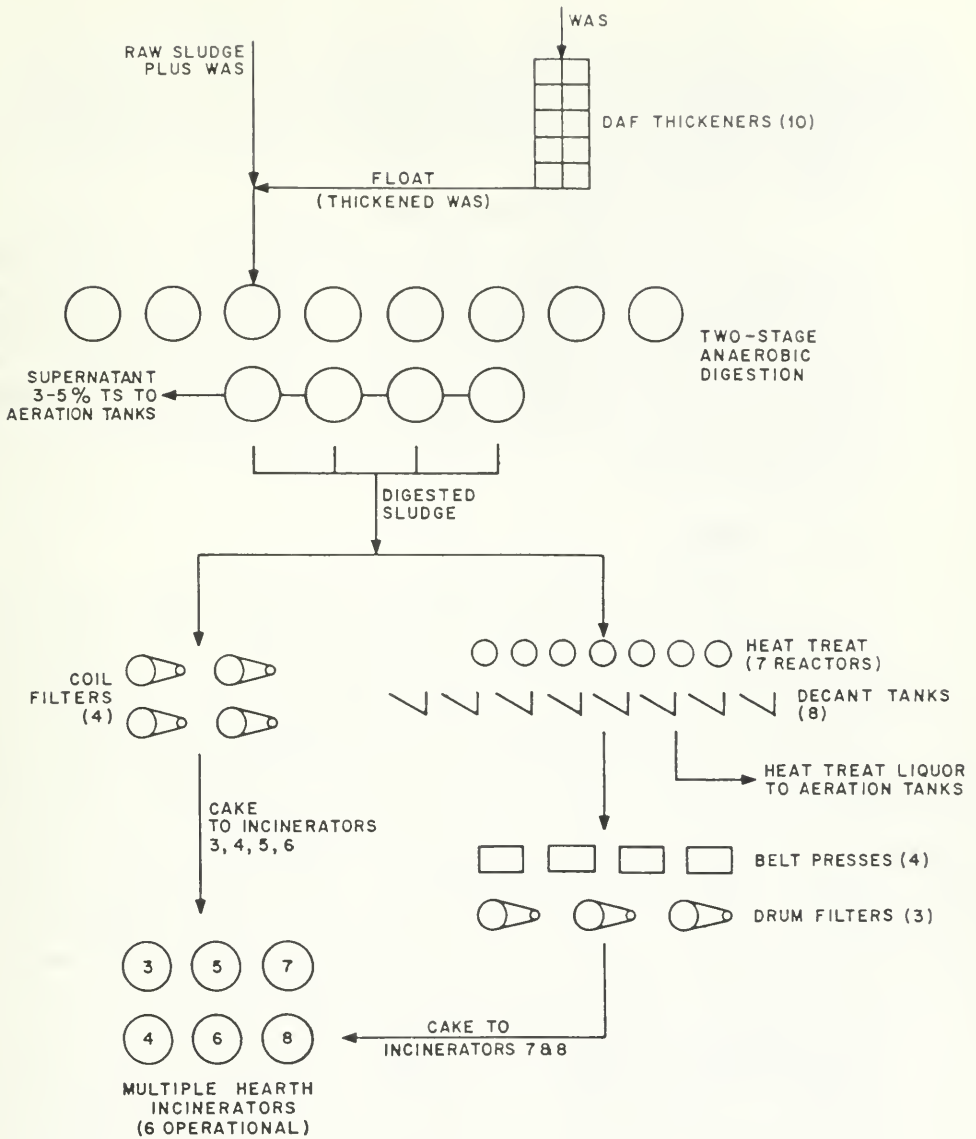 WAS
RAW SLUDGE
PLUS WAS
DAF THICKENERS (10)
FLOAT
(THICKENED WAS)
TWO-STAGE
ANAEROBIC
DIGESTION
SUPERNATANT
3-5% TS TO
AERATION TANKS
DIGESTED
SLUDGE
HEAT TREAT
(7 REACTORS)
COIL
FILTERS
(4)
DECANT TANKS
(8)
HEAT TREAT LIQUOR
TO AERATION TANKS
CAKE
TO INCINERATORS
3, 4, 5, 6
BELT PRESSES (4)
DRUM FILTERS (3)
3 5 7
4 6 8
CAKE TO
INCINERATORS 7&8
MULTIPLE HEARTH
INCINERATORS
(6 OPERATIONAL)